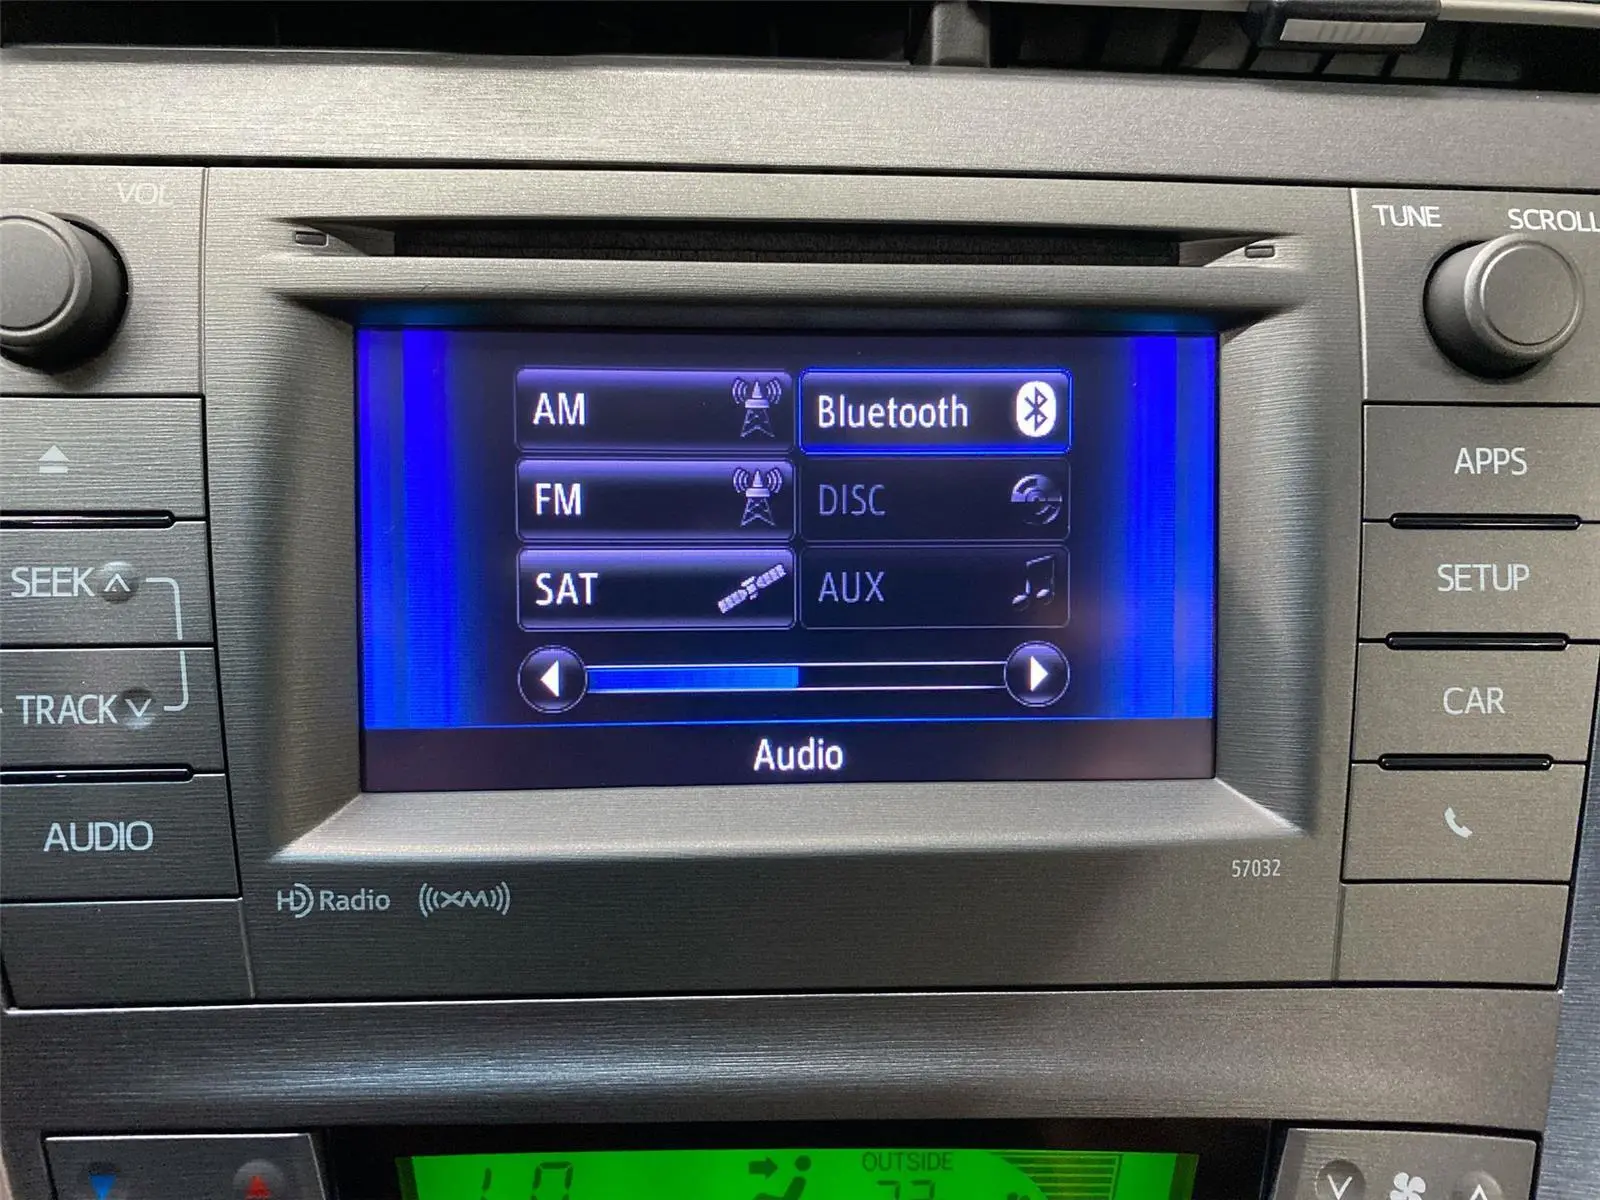 VOL
TUNE SCROLL
AM
Bluetooth
FM
DISC
SAT
AUX
Audio
SEEK
TRACK
AUDIO
APPS
SETUP
CAR
57032
HD Radio
((XM))
OUTSIDE